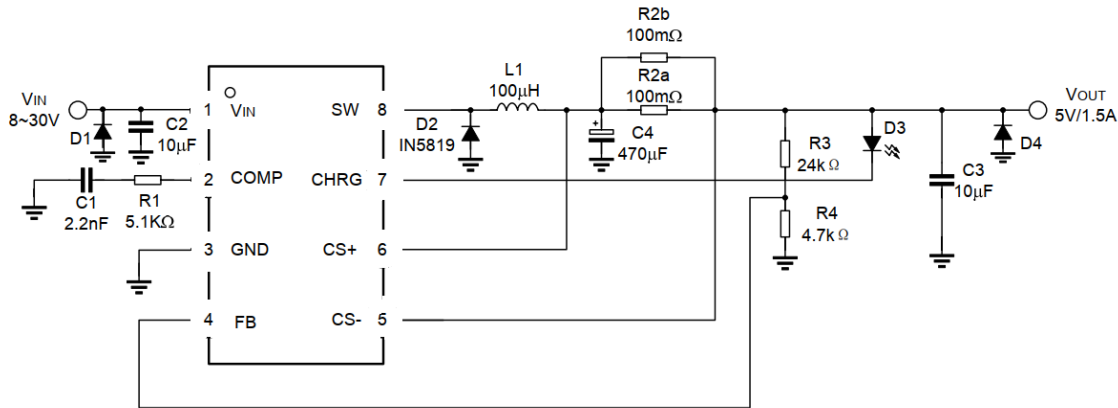 R2b
100mΩ
L1
100μH
R2a
100mΩ
VIN
8~30V
D1
C2
10μF
1
VIN
SW
8
D2
IN5819
C4
470μF
VOUT
5V/1.5A
D3
D4
R3
24kΩ
C3
10μF
2
COMP
CHRG
7
C1
2.2nF
R1
5.1KΩ
R4
4.7kΩ
3
GND
CS+
6
4
FB
CS-
5